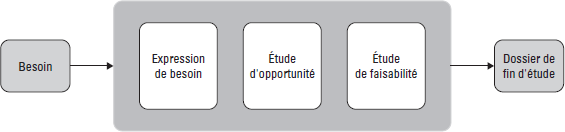 Besoin
Expression
de besoin
Étude
d'opportunité
Étude
de faisabilité
Dossier de
fin d'étude